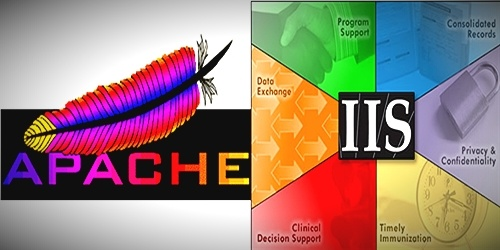 APACHE
Program
Support
Consolidated
Records
Data
Exchange
IIS
Privacy &
Confidentiality
Clinical
Decision Support
Timely
Immunization